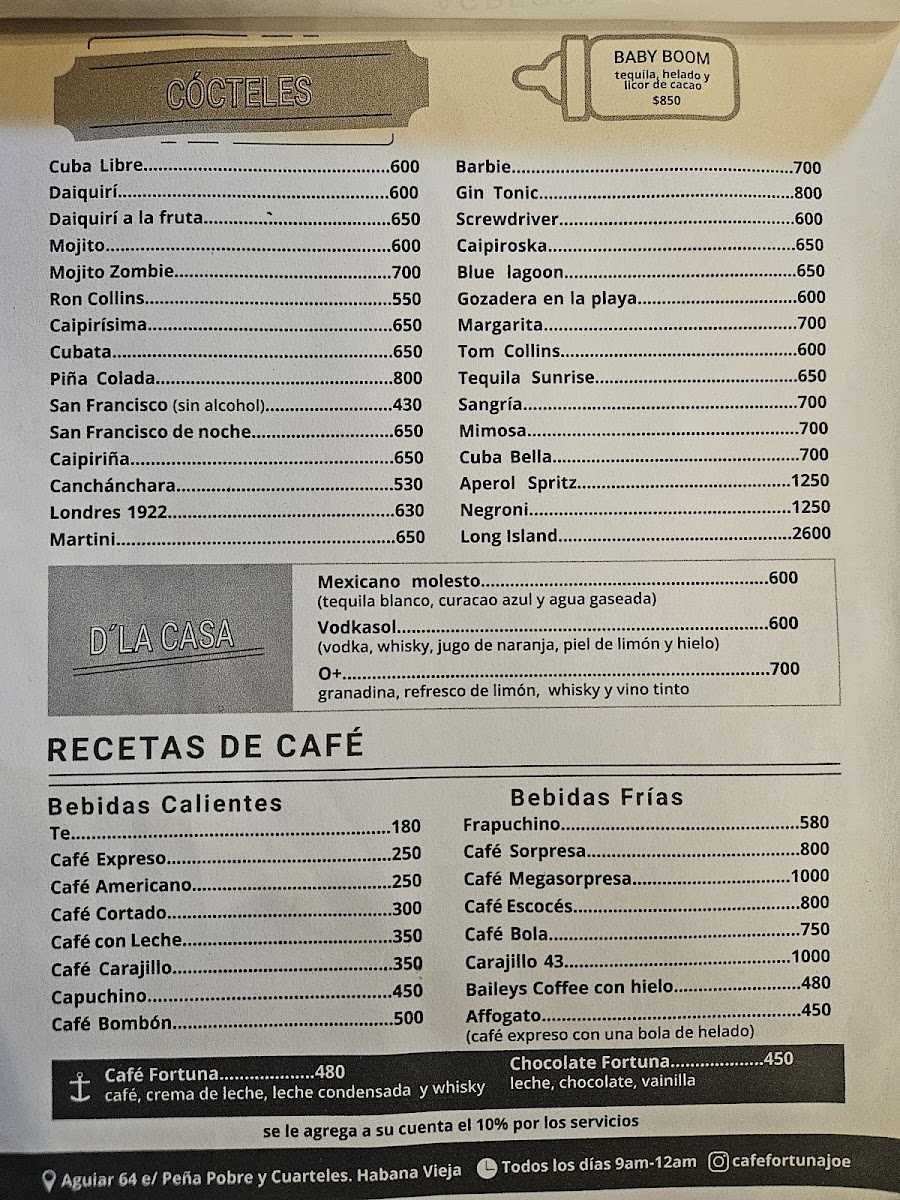 CÓCTELES
BABY BOOM
tequila, helado y
licor de cacao
$850
Cuba Libre.....600
Daiquirí.....600
Daiquirí a la fruta.....650
Mojito.....600
Mojito Zombie.....700
Ron Collins.....550
Caipirísima.....650
Cubata.....650
Piña Colada.....800
San Francisco (sin alcohol).....430
San Francisco de noche.....650
Caipiriña.....650
Canchánchara.....530
Londres 1922.....630
Martini.....650
Barbie.....700
Gin Tonic.....800
Screwdriver.....600
Caipiroska.....650
Blue lagoon.....650
Gozadera en la playa.....600
Margarita.....700
Tom Collins.....600
Tequila Sunrise.....650
Sangría.....700
Mimosa.....700
Cuba Bella.....700
Aperol Spritz.....1250
Negroni.....1250
Long Island.....2600
D´LA CASA
Mexicano molesto.....600
(tequila blanco, curacao azul y agua gaseada)
Vodkasol.....600
(vodka, whisky, jugo de naranja, piel de limón y hielo)
O+.....700
granadina, refresco de limón, whisky y vino tinto
RECETAS DE CAFÉ
Bebidas Calientes
Te.....180
Café Expreso.....250
Café Americano.....250
Café Cortado.....300
Café con Leche.....350
Café Carajillo.....350
Capuchino.....450
Café Bombón.....500
Bebidas Frías
Frapuchino.....580
Café Sorpresa.....800
Café Megasorpresa.....1000
Café Escocés.....800
Café Bola.....750
Carajillo 43.....1000
Baileys Coffee con hielo.....480
Affogato.....450
(café expreso con una bola de helado)
Café Fortuna.....480
café, crema de leche, leche condensada y whisky
Chocolate Fortuna.....450
leche, chocolate, vainilla
se le agrega a su cuenta el 10% por los servicios
Aguiar 64 e/ Peña Pobre y Cuarteles. Habana Vieja
Todos los días 9am-12am
cafefortunajoe